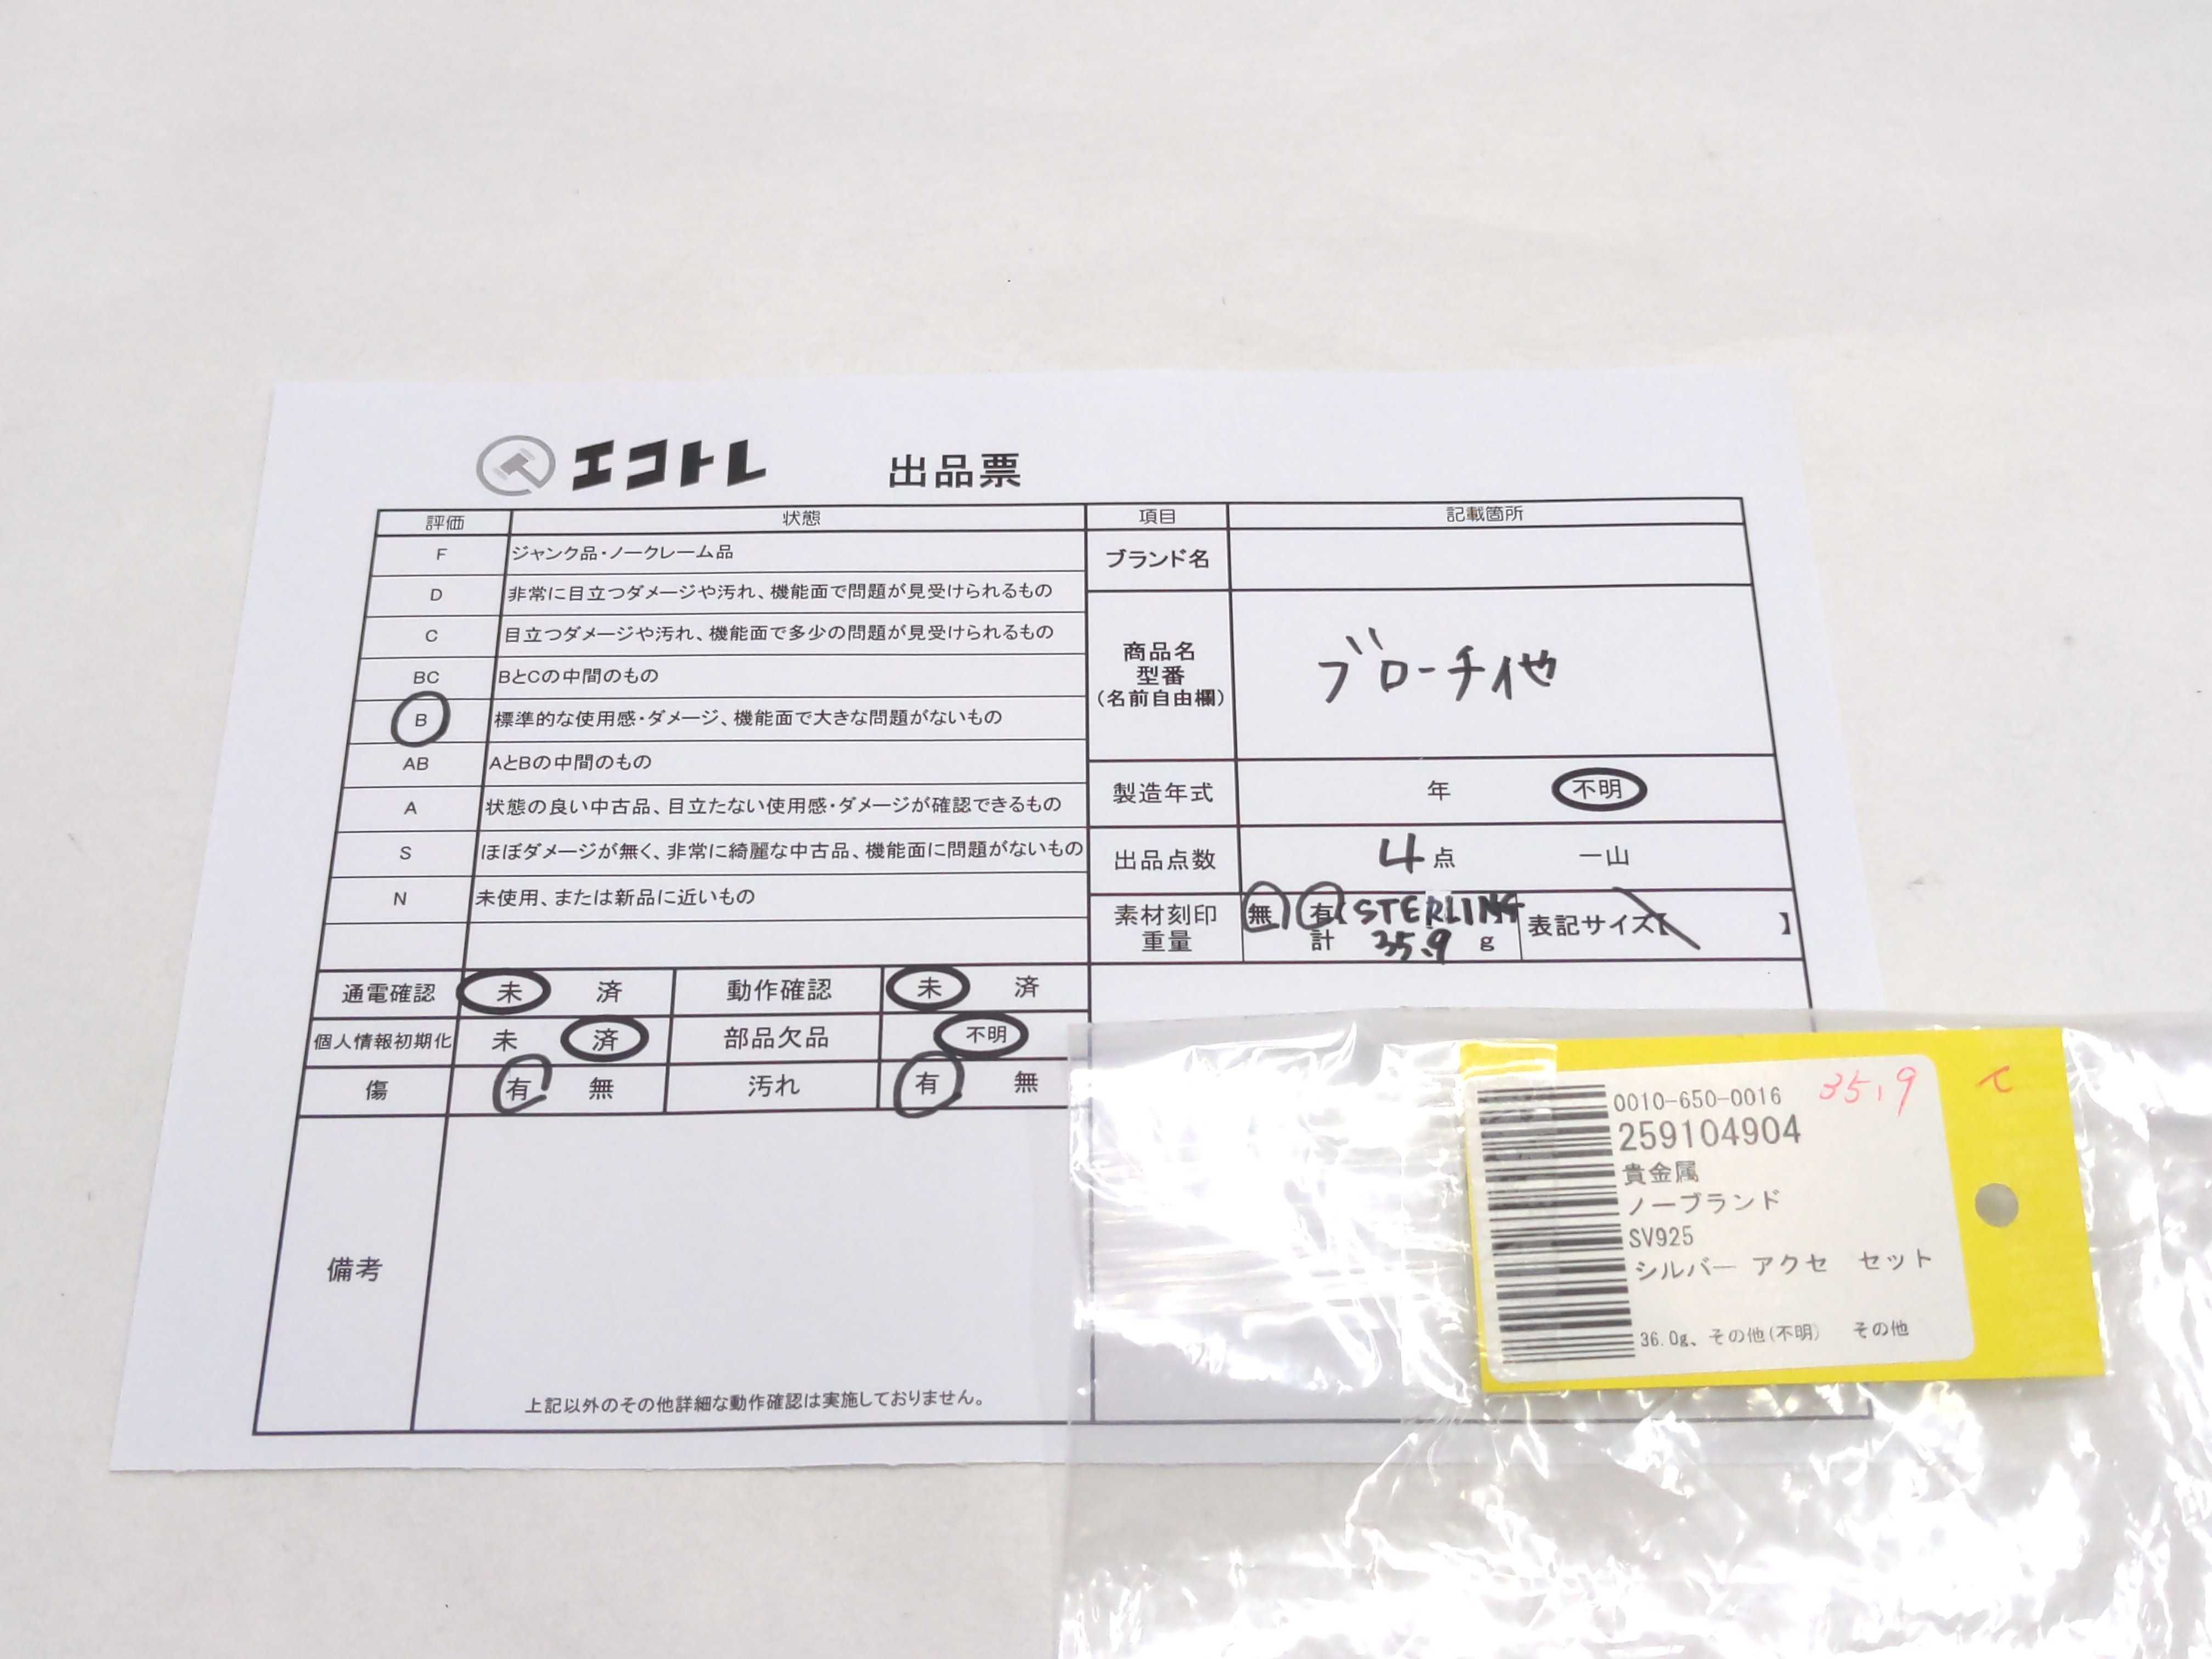 エコトレ 出品票
評価 状態 項目 記載箇所
F ジャンク品・ノークレーム品
ブランド名
D 非常に目立つダメージや汚れ、機能面で問題が見受けられるもの
C 目立つダメージや汚れ、機能面で多少の問題が見受けられるもの
商品名
型番
(名前自由欄)
ブローチ他
BC BとCの中間のもの
B 標準的な使用感・ダメージ、機能面で大きな問題がないもの
AB AとBの中間のもの
製造年式 年 不明
A 状態の良い中古品、目立たない使用感・ダメージが確認できるもの
S ほぼダメージが無く、非常に綺麗な中古品、機能面に問題がないもの
出品点数 4点 一山
N 未使用、または新品に近いもの
素材刻印 無 有( STERLING
重量 計 35.9 g
表記サイズ【 】
通電確認 未 済 動作確認 未 済
個人情報初期化 未 済 部品欠品 不明
傷 有 無 汚れ 有 無
備考
上記以外のその他詳細な動作確認は実施しておりません。
0010-650-0016 35.9
259104904
貴金属
ノーブランド
SV925
シルバー アクセ セット
36.0g、その他(不明) その他